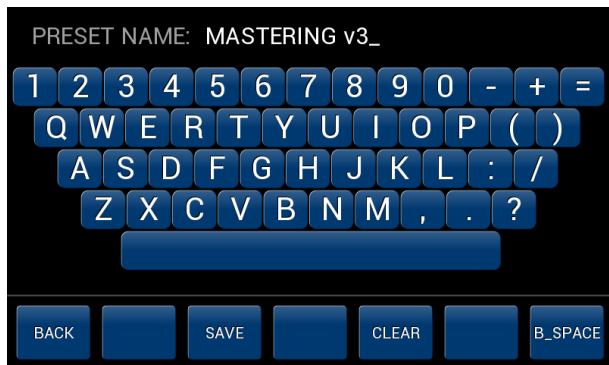 PRESET NAME: MASTERING v3_
1 2 3 4 5 6 7 8 9 0 - + =
Q W E R T Y U I O P ( )
A S D F G H J K L : /
Z X C V B N M , . ?
BACK SAVE CLEAR B_SPACE